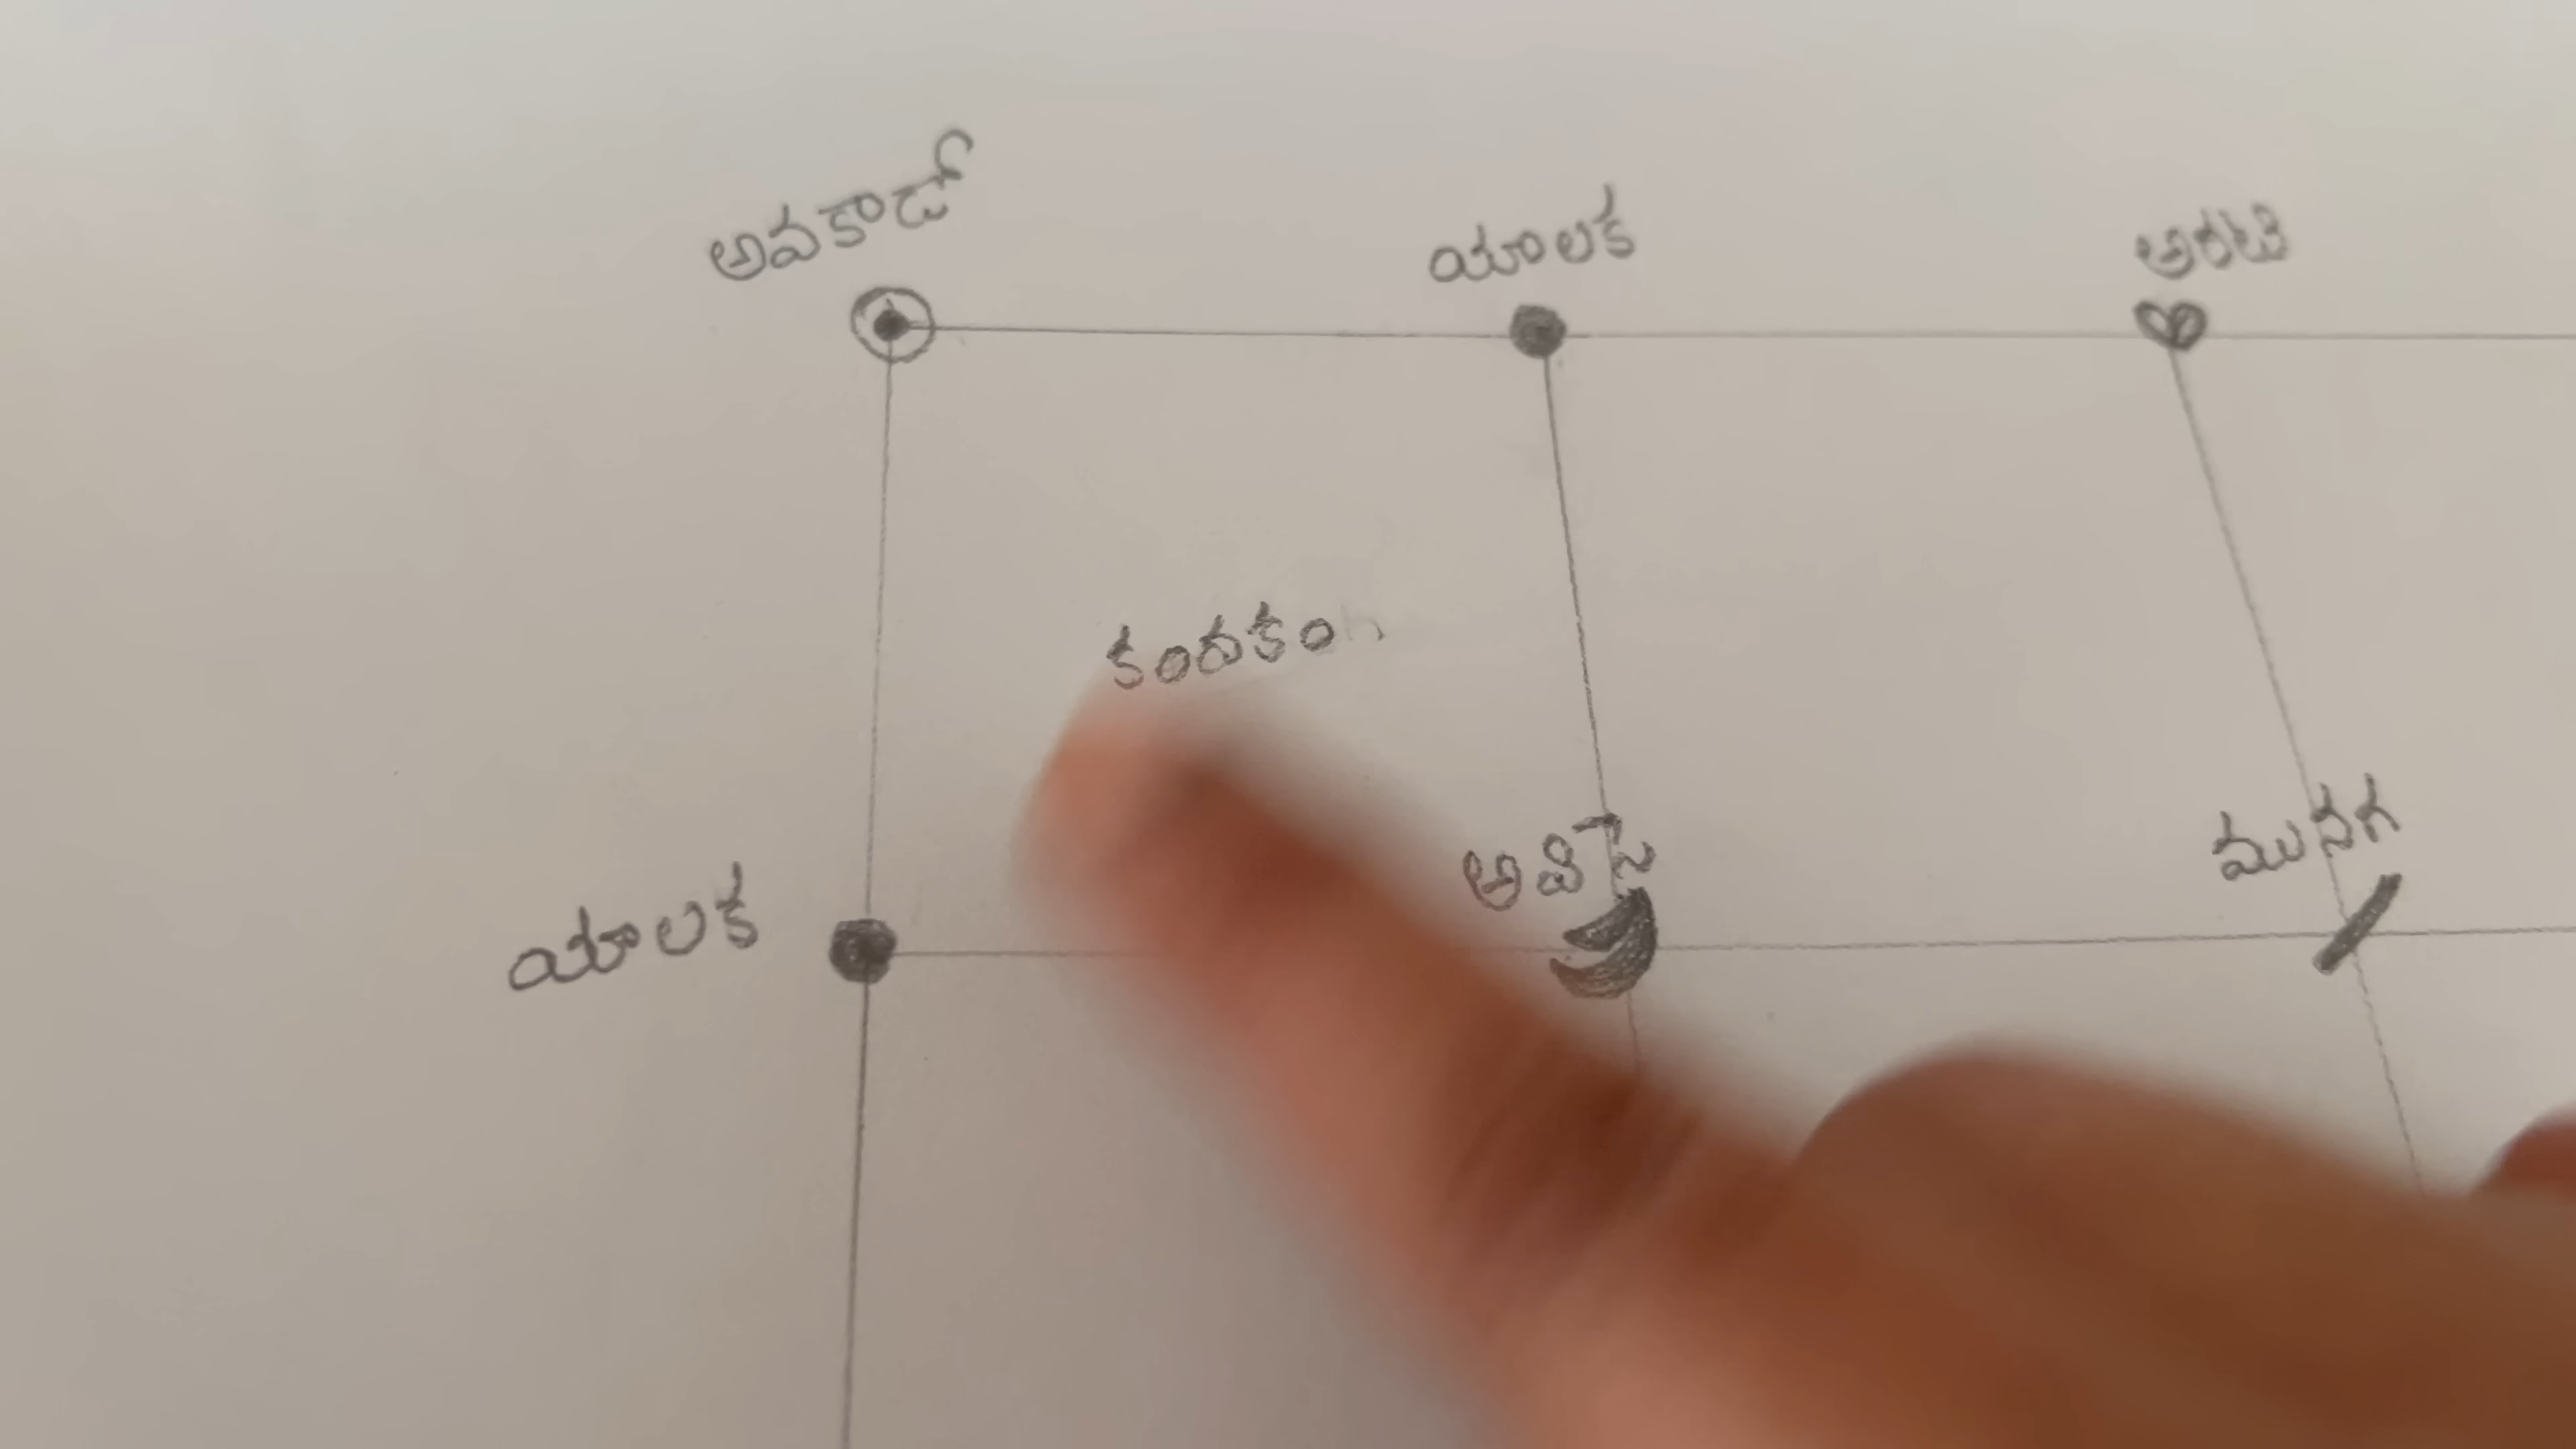 అవకాడో
యాలక
అరటి
కందకం
అవిసె
మునగ
యాలక